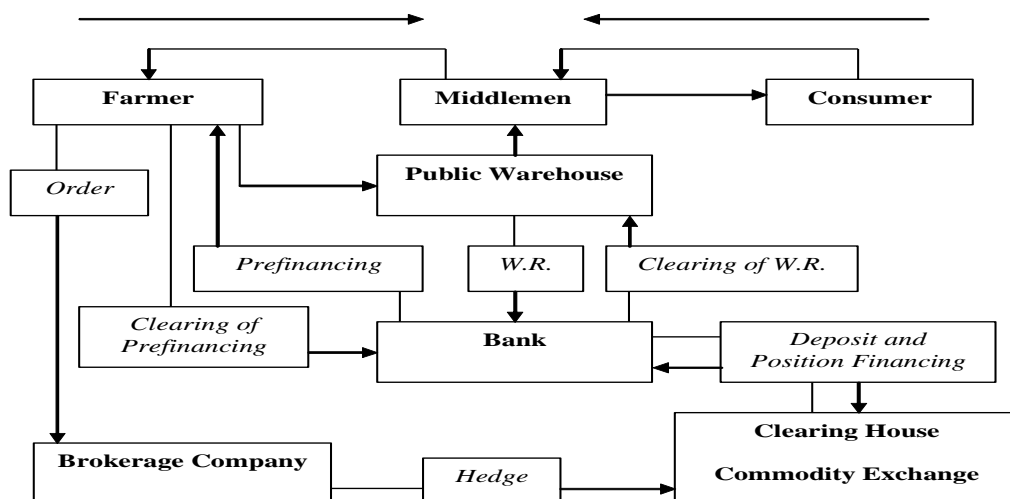 Farmer
Middlemen
Consumer
Order
Public Warehouse
Prefinancing
W.R.
Clearing of W.R.
Clearing of
Prefinancing
Bank
Deposit and
Position Financing
Clearing House
Commodity Exchange
Brokerage Company
Hedge